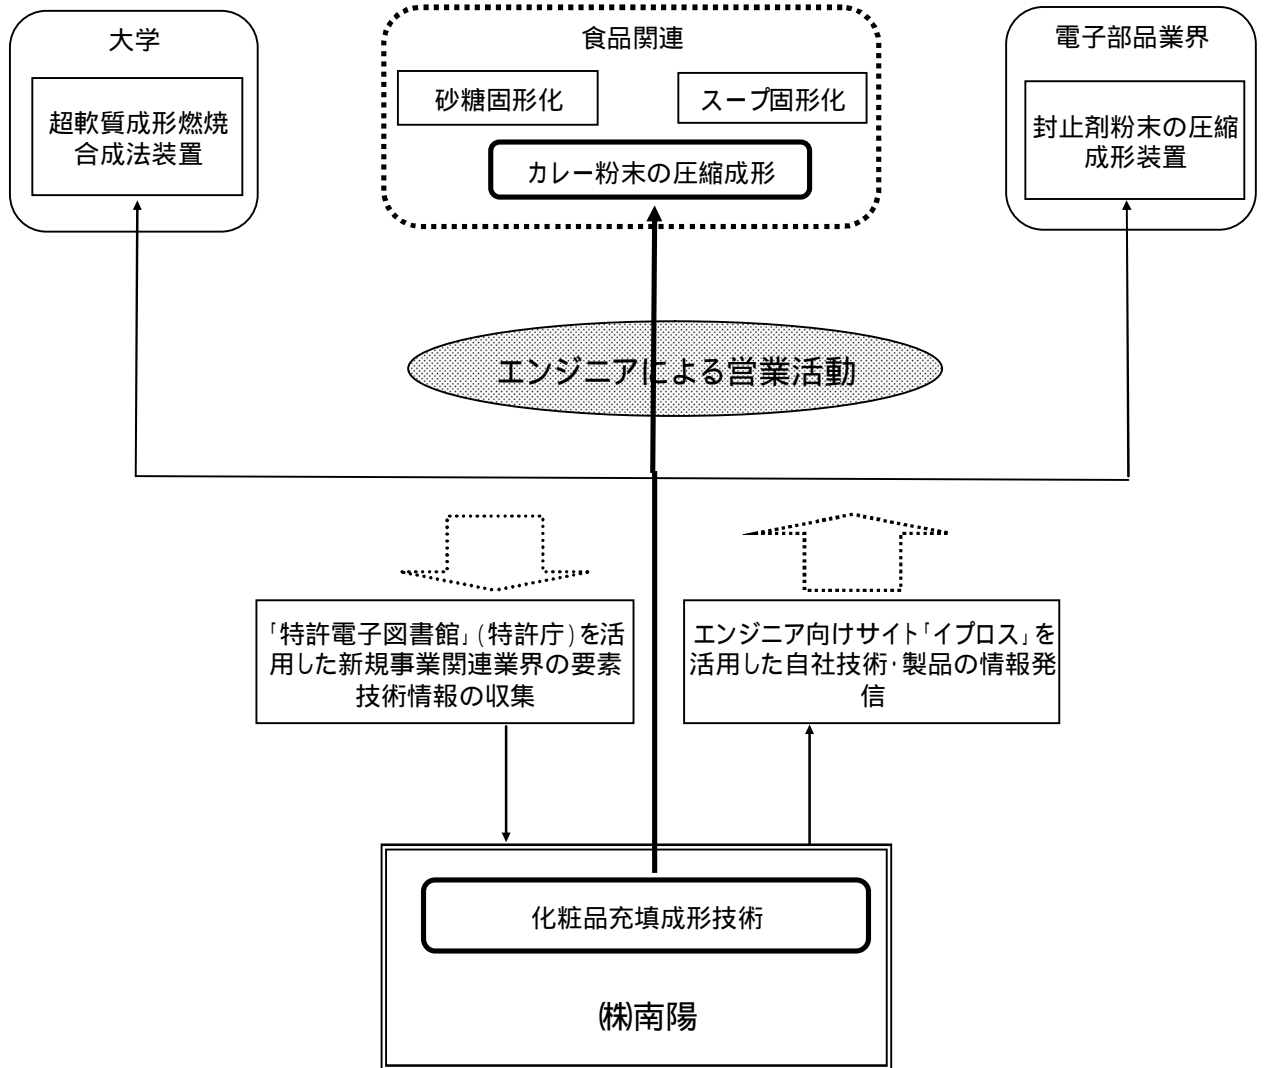 大学
超軟質成形燃焼
合成法装置
食品関連
砂糖固形化
スープ固形化
カレー粉末の圧縮成形
電子部品業界
封止剤粉末の圧縮
成形装置
エンジニアによる営業活動
「特許電子図書館」(特許庁)を活
用した新規事業関連業界の要素
技術情報の収集
エンジニア向けサイト「イプロス」を
活用した自社技術・製品の情報発
信
化粧品充填成形技術
㈱南陽